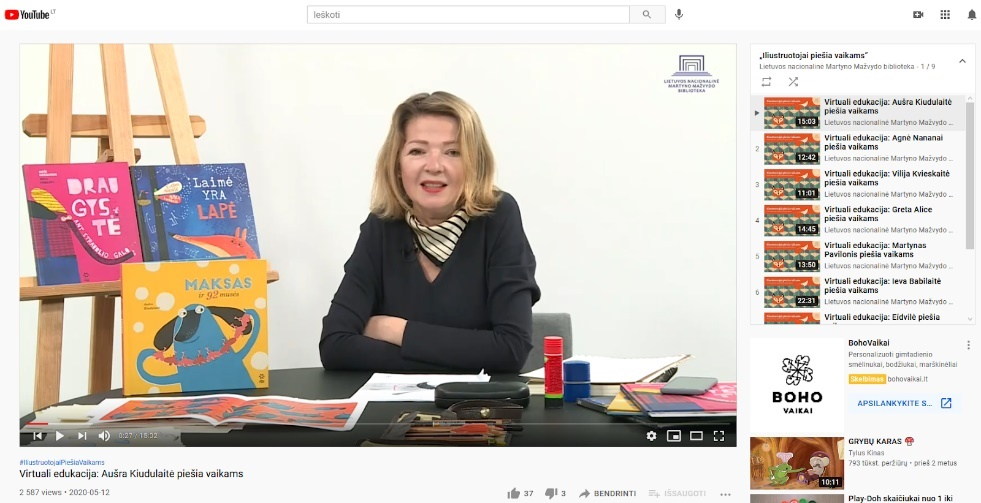 YouTube LT
Ieškoti
LIETUVOS NACIONALINĖ
MARTYNO MAŽVYDO
BIBLIOTEKA
DRAU
GYS
TĖ
Laimė
YRA
LAPĖ
MAKSAS
ir 92 musės
0:27 / 15:02
#IliustruotojaiPiešiaVaikams
Virtuali edukacija: Aušra Kiudulaitė piešia vaikams
2 587 views • 2020-05-12
37
3
BENDRINTI
IŠSAUGOTI
„Iliustruotojai piešia vaikams“
Lietuvos nacionalinė Martyno Mažvydo biblioteka - 1 / 9
15:03
Virtuali edukacija: Aušra Kiudulaitė
piešia vaikams
Lietuvos nacionalinė Martyno Mažvydo ...
2
12:42
Virtuali edukacija: Agnė Nananai
piešia vaikams
Lietuvos nacionalinė Martyno Mažvydo ...
3
11:01
Virtuali edukacija: Vilija Kvieskaitė
piešia vaikams
Lietuvos nacionalinė Martyno Mažvydo ...
4
14:45
Virtuali edukacija: Greta Alice
piešia vaikams
Lietuvos nacionalinė Martyno Mažvydo ...
5
13:50
Virtuali edukacija: Martynas
Pavilonis piešia vaikams
Lietuvos nacionalinė Martyno Mažvydo ...
6
22:31
Virtuali edukacija: Ieva Babilaitė
piešia vaikams
Lietuvos nacionalinė Martyno Mažvydo ...
Virtuali edukacija: Eidvilė piešia
BOHO
VAIKAI
BohoVaikai
Personalizuoti gimtadienio
smėlinukai, bodžiukai, marškinėliai
Skelbimas bohovaikai.lt
APSILANKYKITE S...
10:11
GRYBŲ KARAS
Tylus Kinas
793 tūkst. peržiūrų • prieš 2 metus
Play-Doh skaičiukai nuo 1 iki